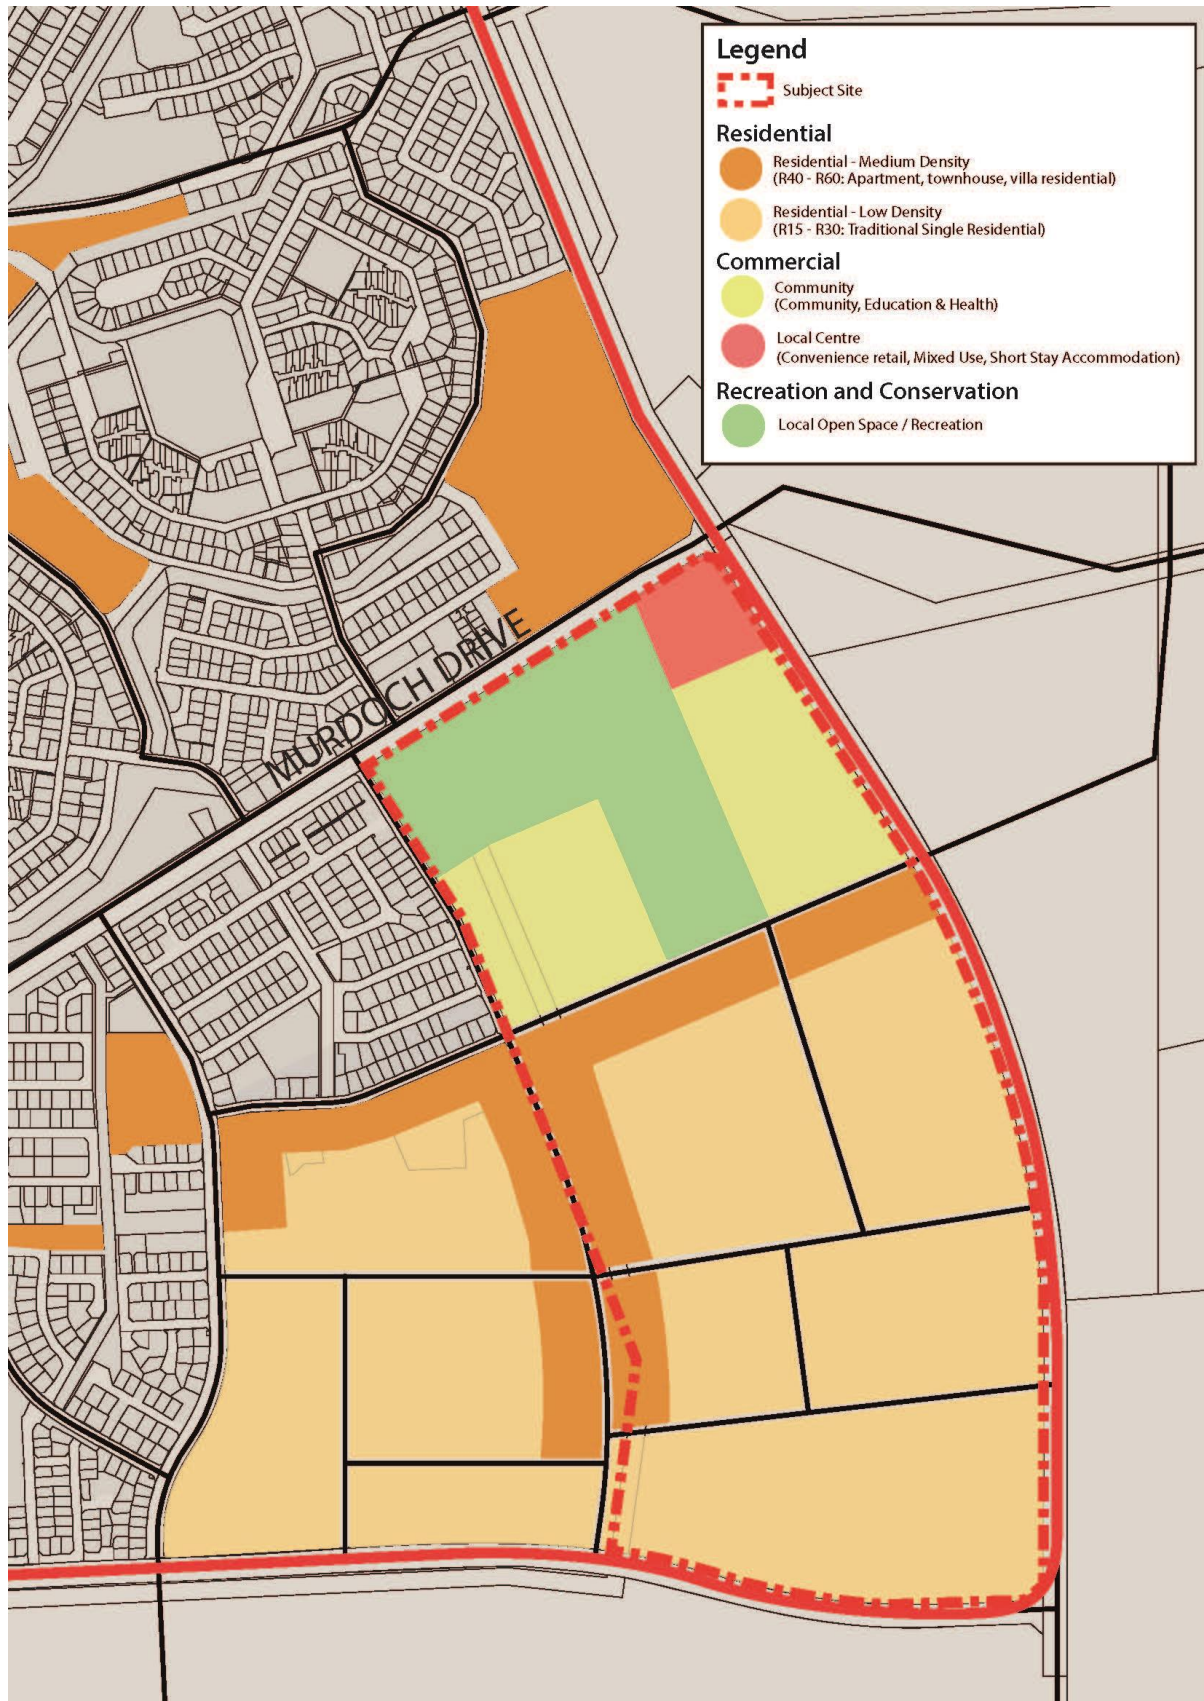 Legend
Subject Site
Residential
Residential - Medium Density
(R40 - R60: Apartment, townhouse, villa residential)
Residential - Low Density
(R15 - R30: Traditional Single Residential)
Commercial
Community
(Community, Education & Health)
Local Centre
(Convenience retail, Mixed Use, Short Stay Accommodation)
Recreation and Conservation
Local Open Space / Recreation
MURDOCH DRIVE